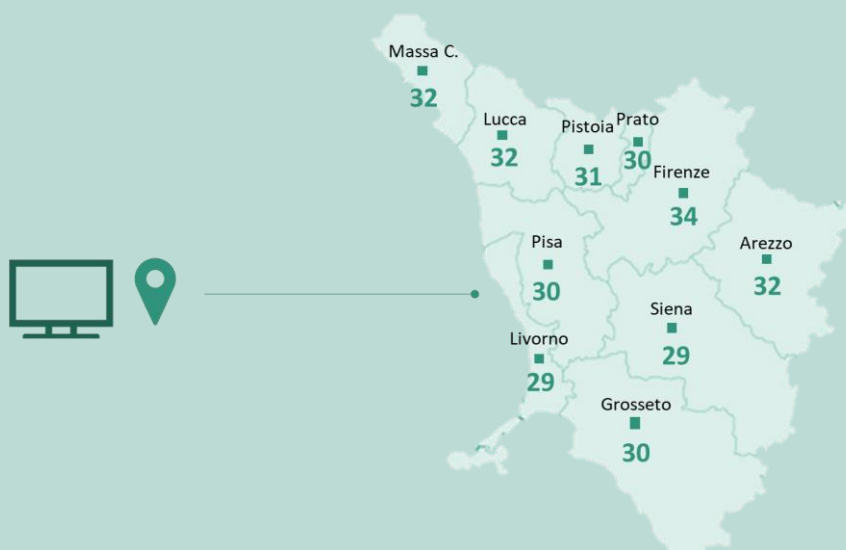 Massa C.
32
Lucca
32
Pistoia
31
Prato
30
Firenze
34
Pisa
30
Arezzo
32
Siena
29
Livorno
29
Grosseto
30